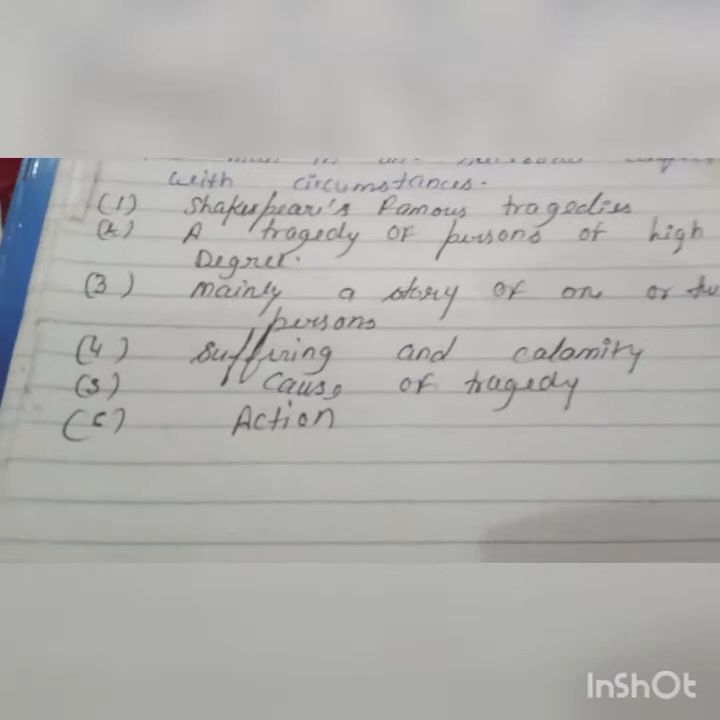 with circumstances.
(1) Shakespeare's Famous tragedies
(2) A tragedy OF persons of high
Degree.
(3) mainly a story OF one or
persons
(4) suffering and calamity
(5) Cause of tragedy
(6) Action
InShOt